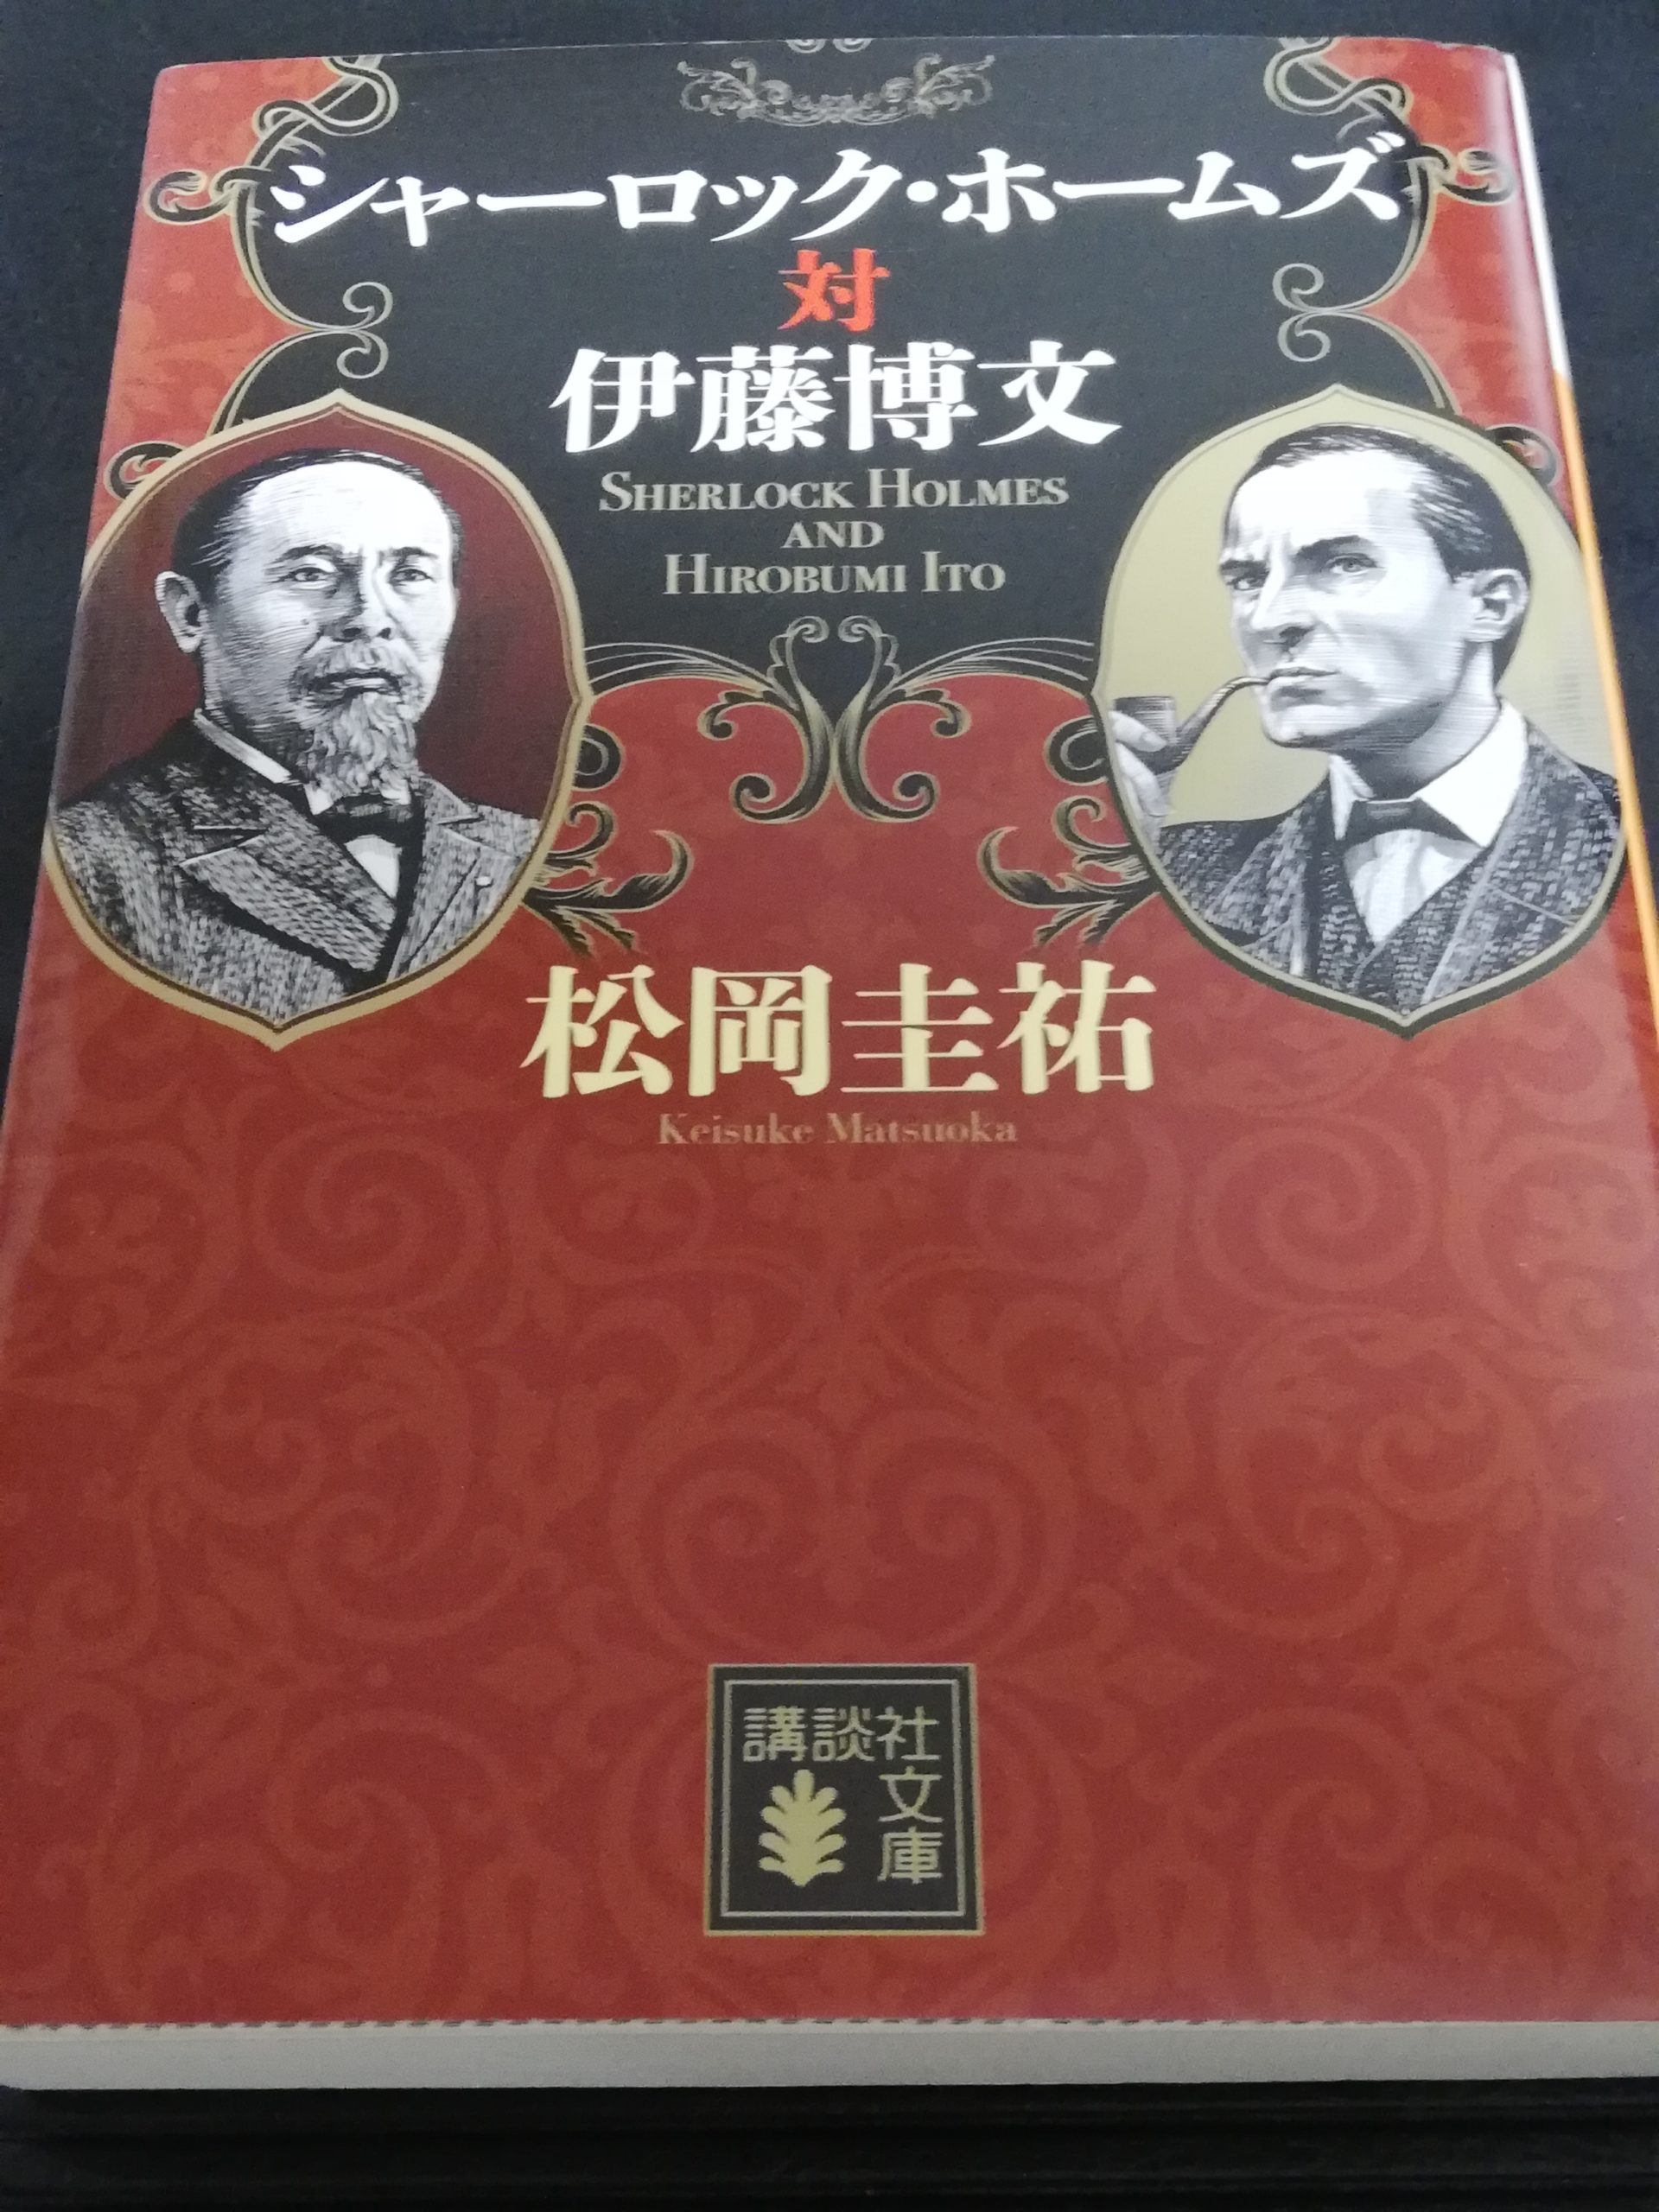 シャーロック・ホームズ
対
伊藤博文
SHERLOCK HOLMES
AND
HIROBUMI ITO
松岡圭祐
Keisuke Matsuoka
講談社
文庫